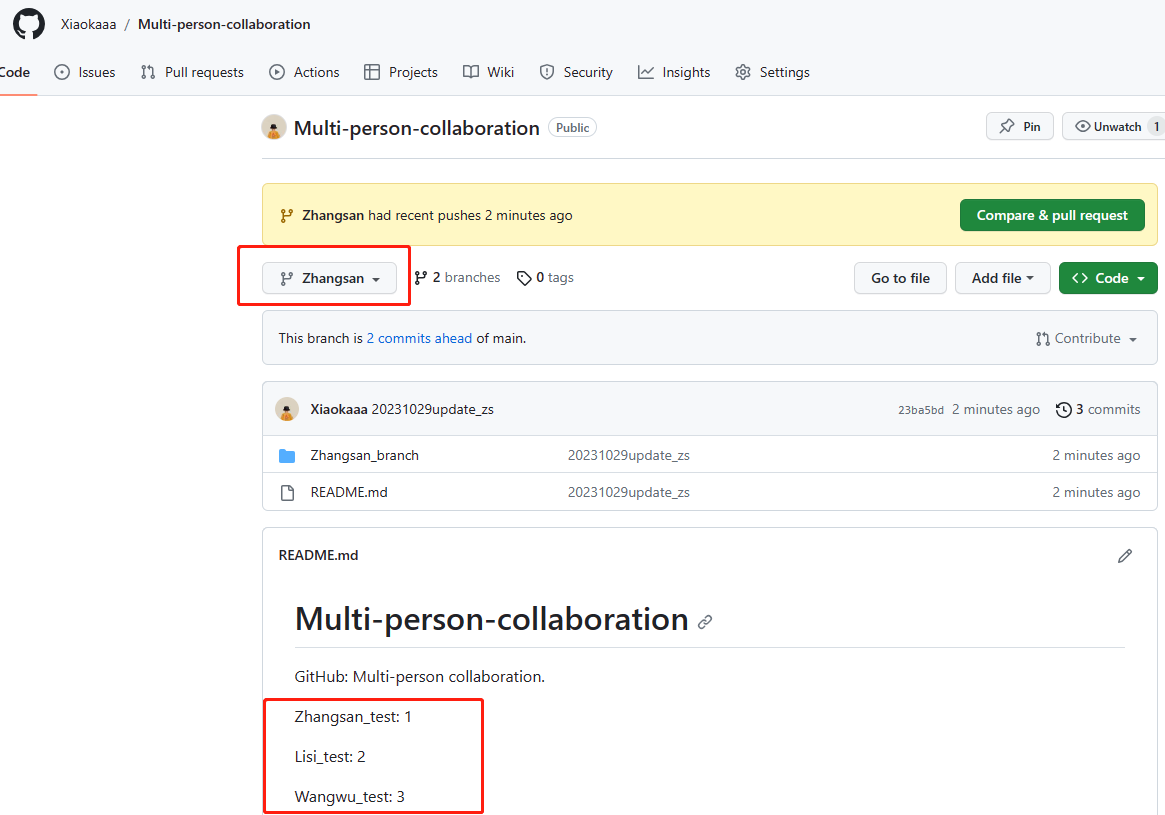 Xiaokaaa / Multi-person-collaboration
Code Issues Pull requests Actions Projects Wiki Security Insights Settings
Multi-person-collaboration Public Pin Unwatch 1
Zhangsan had recent pushes 2 minutes ago Compare & pull request
Zhangsan 2 branches 0 tags Go to file Add file Code
This branch is 2 commits ahead of main. Contribute
Xiaokaaa 20231029update_zs 23ba5bd 2 minutes ago 3 commits
Zhangsan_branch 20231029update_zs 2 minutes ago
README.md 20231029update_zs 2 minutes ago
README.md
Multi-person-collaboration
GitHub: Multi-person collaboration.
Zhangsan_test: 1
Lisi_test: 2
Wangwu_test: 3